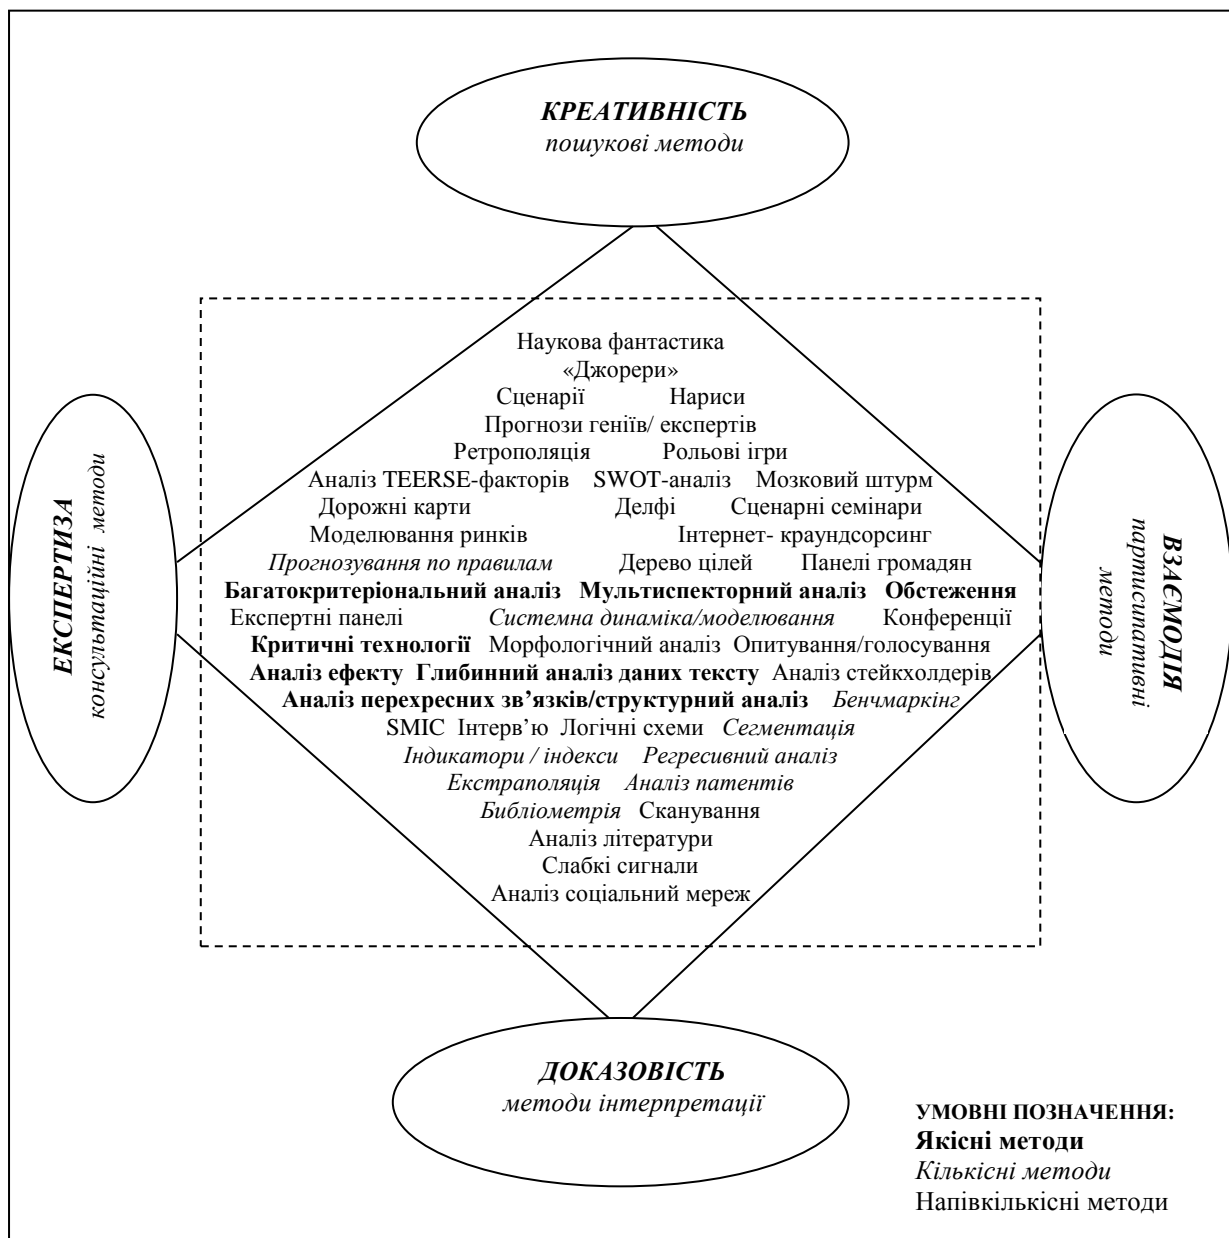 КРЕАТИВНІСТЬ
пошукові методи
Наукова фантастика
«Джорери»
Сценарії Нариси
Прогнози геніїв/ експертів
Ретрополяція Рольові ігри
Аналіз TEERSE-факторів SWOT-аналіз Мозковий штурм
Дорожні карти Делфі Сценарні семінари
Моделювання ринків Інтернет- краундсорсинг
Прогнозування по правилам Дерево цілей Панелі громадян
Багатокритеріональний аналіз Мультиспекторний аналіз Обстеження
Експертні панелі Системна динаміка/моделювання Конференції
Критичні технології Морфологічний аналіз Опитування/голосування
Аналіз ефекту Глибинний аналіз даних тексту Аналіз стейкхолдерів
Аналіз перехресних зв’язків/структурний аналіз Бенчмаркінг
SMIC Інтерв’ю Логічні схеми Сегментація
Індикатори / індекси Регресивний аналіз
Екстраполяція Аналіз патентів
Библіометрія Сканування
Аналіз літератури
Слабкі сигнали
Аналіз соціальний мереж
ЕКСПЕРТИЗА
консультаційні методи
ВЗАЄМОДІЯ
партисипативні
методи
ДОКАЗОВІСТЬ
методи інтерпретації
УМОВНІ ПОЗНАЧЕННЯ:
Якісні методи
Кількісні методи
Напівкількісні методи